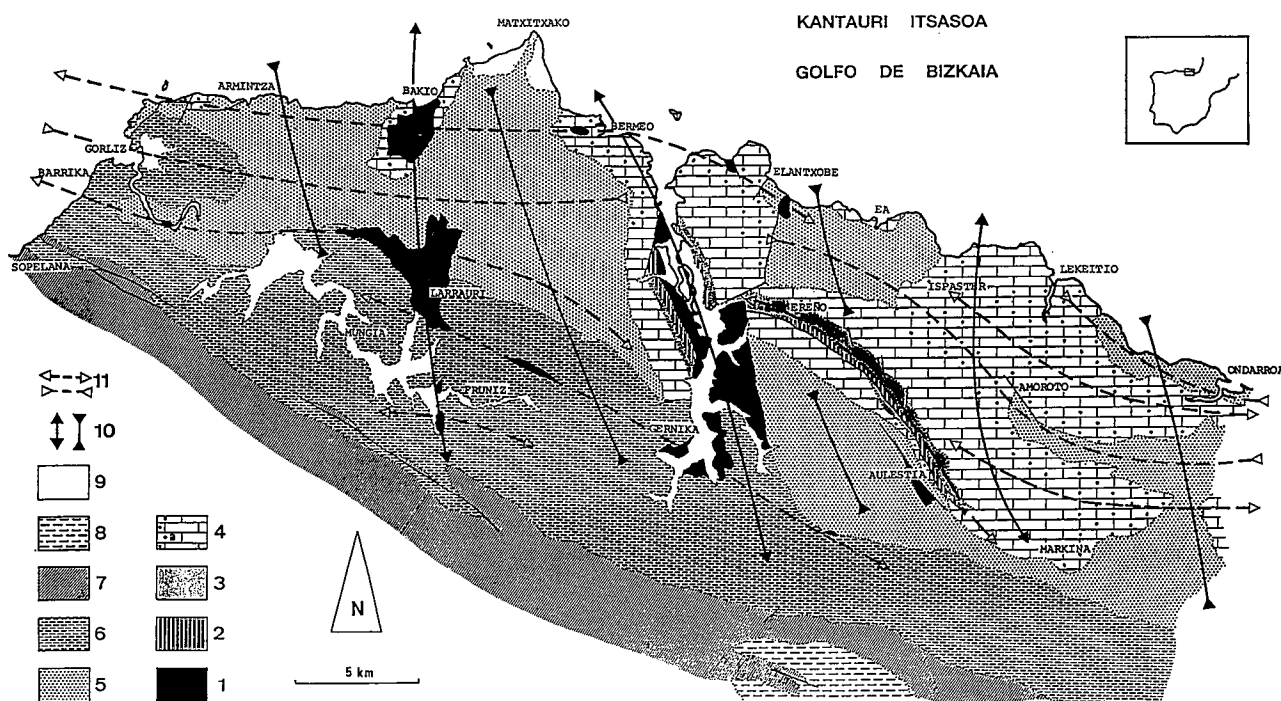 KANTAURI ITSASOA
GOLFO DE BIZKAIA
MATXITXAKO
ARMINTZA
BAKIO
BERMEO
GORLIZ
BARRIKA
ELANTXOBE
EA
SOPELANA
LARRAURI
ISPASTER
LEKEITIO
MUNGIA
FRUNIZ
AMOROTO
ONDARROA
GERNIKA
AULESTIA
MARKINA
11
10
9
8
4
7
3
6
2
5
1
N
5 km